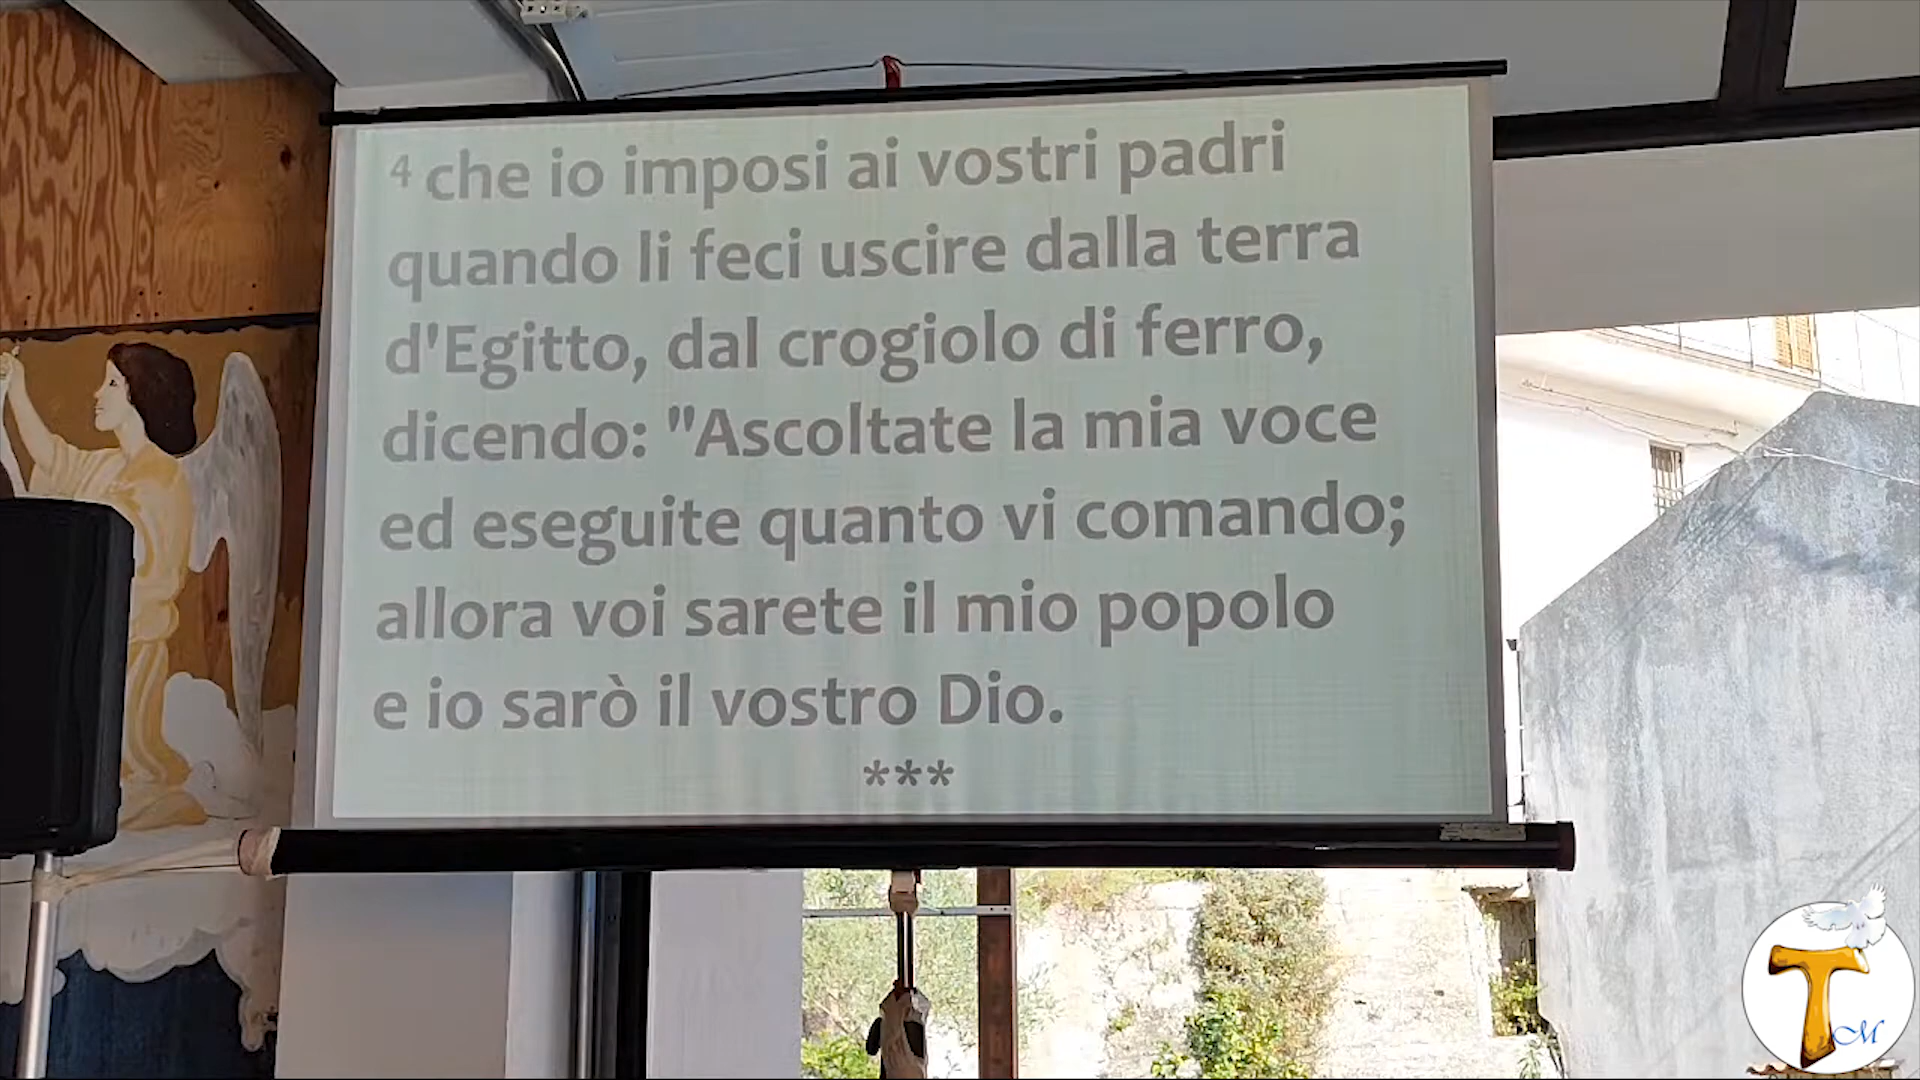 4 che io imposi ai vostri padri
quando li feci uscire dalla terra
d'Egitto, dal crogiolo di ferro,
dicendo: "Ascoltate la mia voce
ed eseguite quanto vi comando;
allora voi sarete il mio popolo
e io sarò il vostro Dio.
***
M